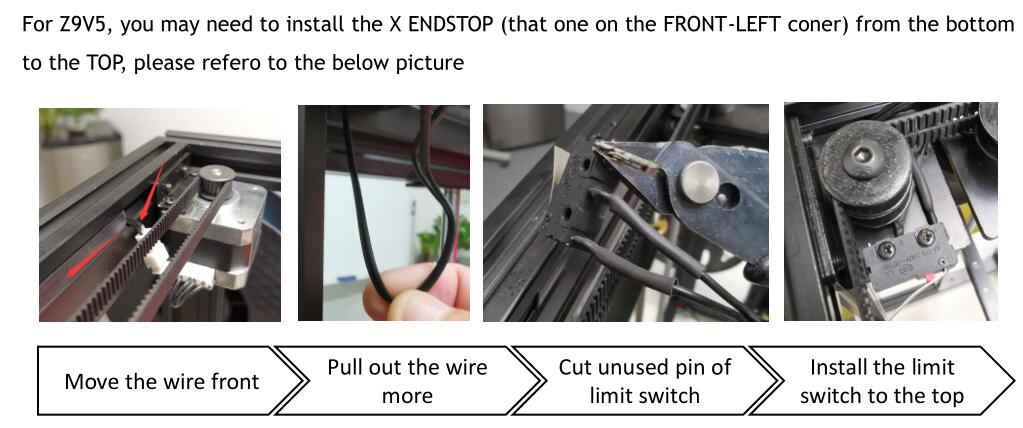 For Z9V5, you may need to install the X ENDSTOP (that one on the FRONT-LEFT coner) from the bottom
to the TOP, please refero to the below picture
Move the wire front
Pull out the wire
more
Cut unused pin of
limit switch
Install the limit
switch to the top